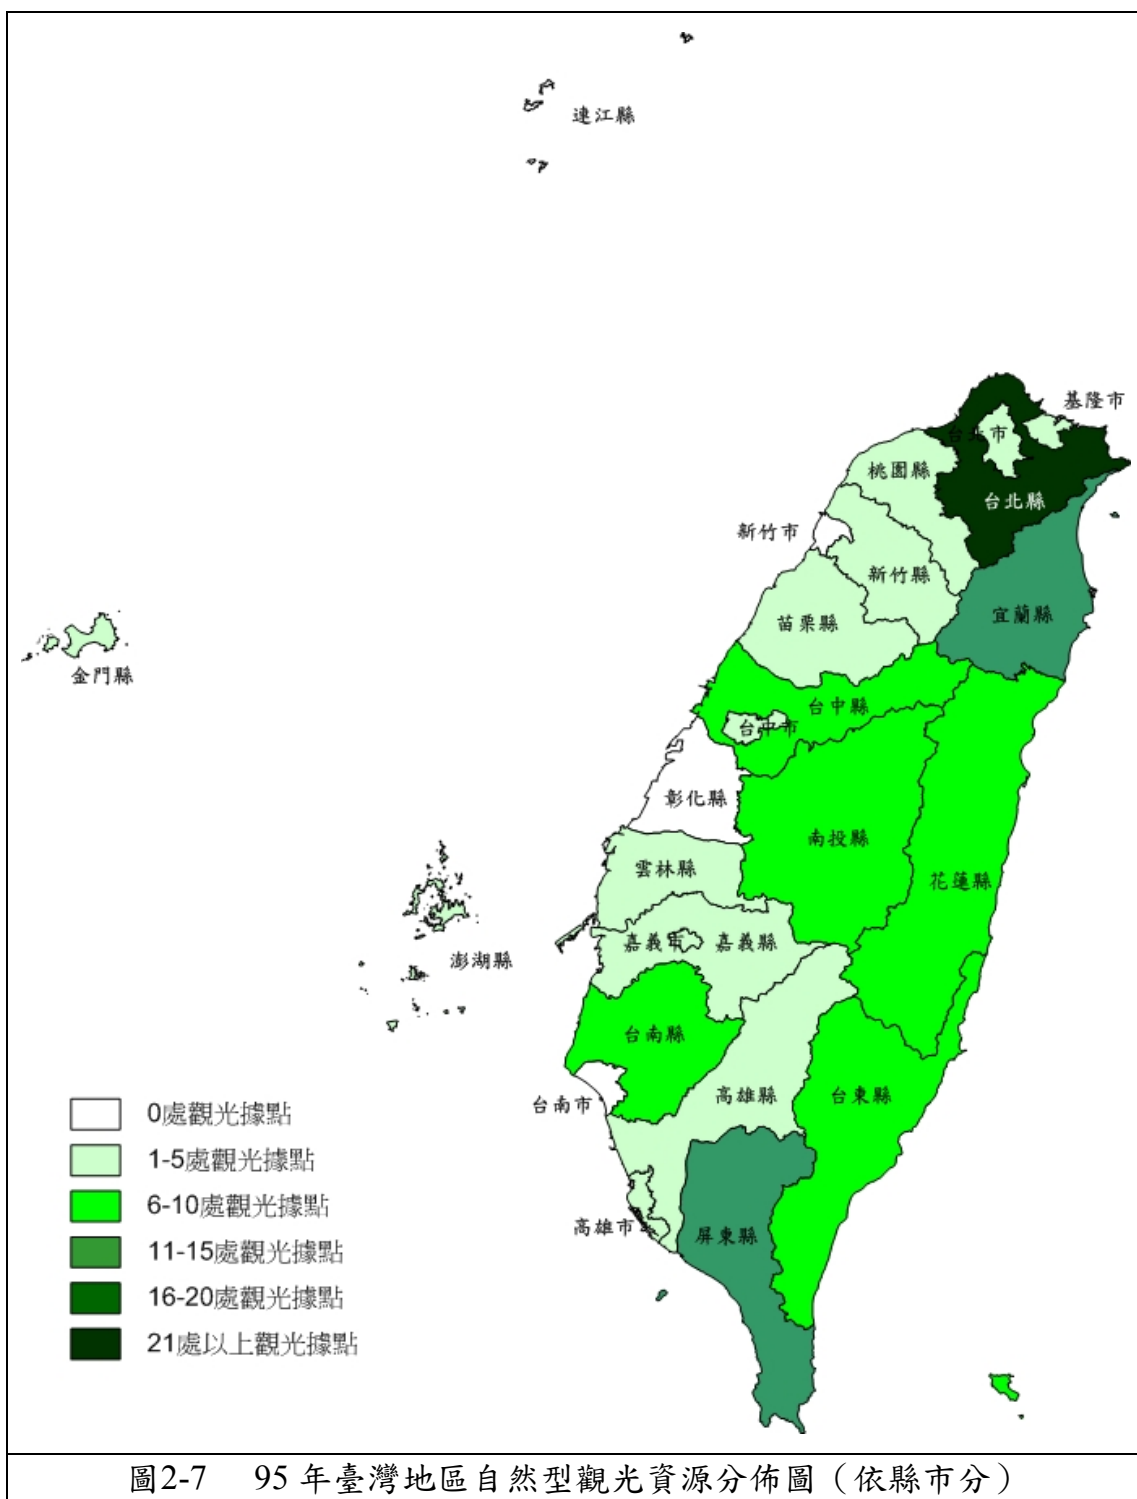 連江縣
基隆市
台北市
桃園縣
台北縣
新竹市
新竹縣
宜蘭縣
苗栗縣
金門縣
台中縣
台中市
彰化縣
南投縣
雲林縣
花蓮縣
嘉義市
嘉義縣
澎湖縣
台南縣
台南市
高雄縣
台東縣
高雄市
屏東縣
0處觀光據點
1-5處觀光據點
6-10處觀光據點
11-15處觀光據點
16-20處觀光據點
21處以上觀光據點
圖2-7 95年臺灣地區自然型觀光資源分佈圖（依縣市分）